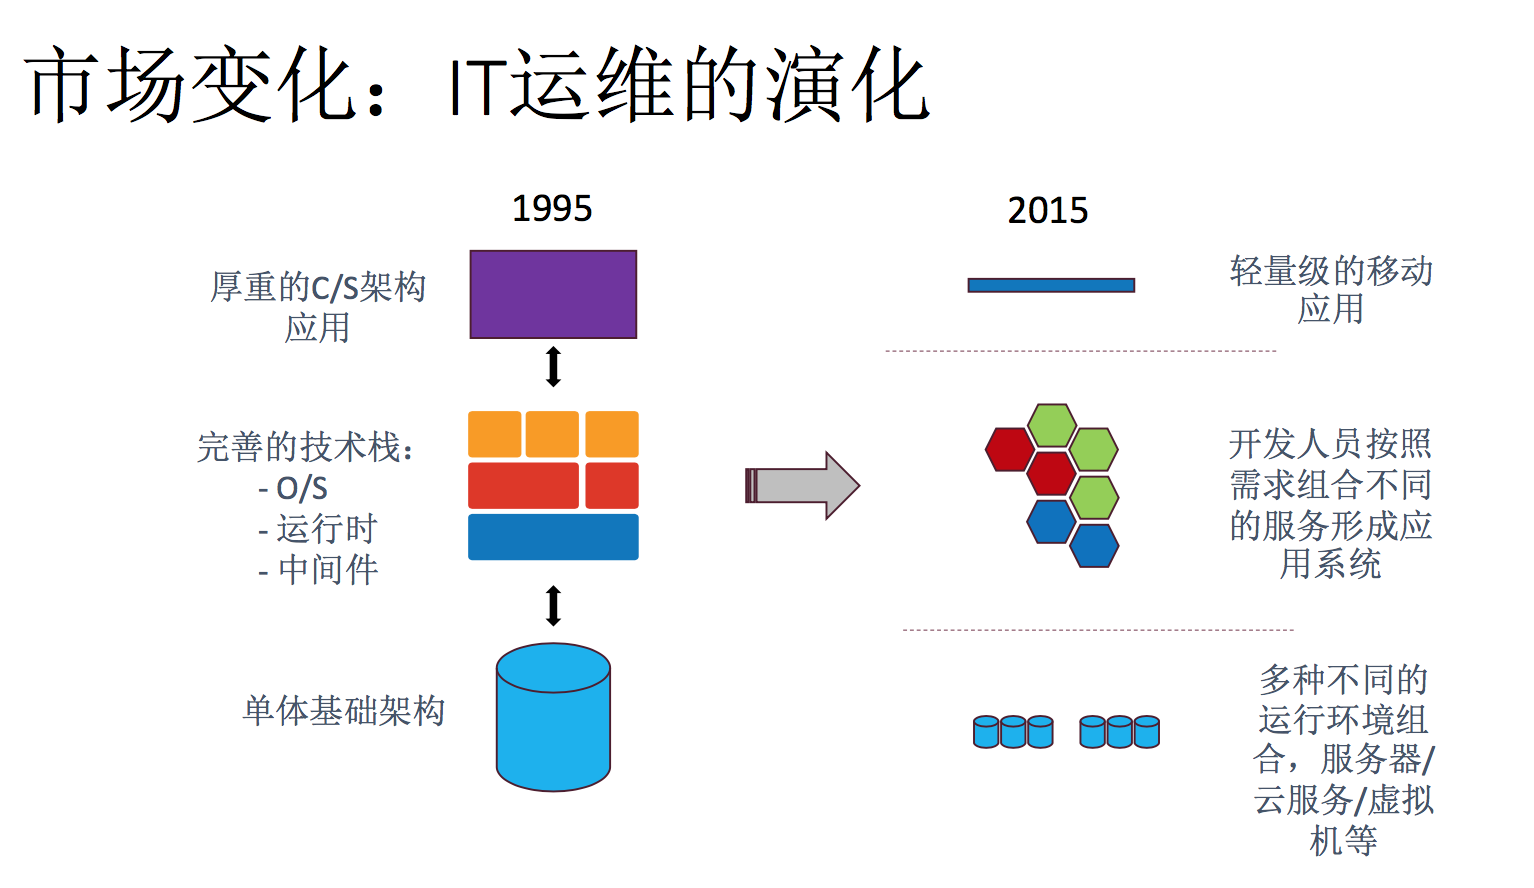 市场变化：IT运维的演化
1995
2015
厚重的C/S架构
应用
轻量级的移动
应用
完善的技术栈：
- O/S
- 运行时
- 中间件
开发人员按照
需求组合不同
的服务形成应
用系统
单体基础架构
多种不同的
运行环境组
合，服务器/
云服务/虚拟
机等